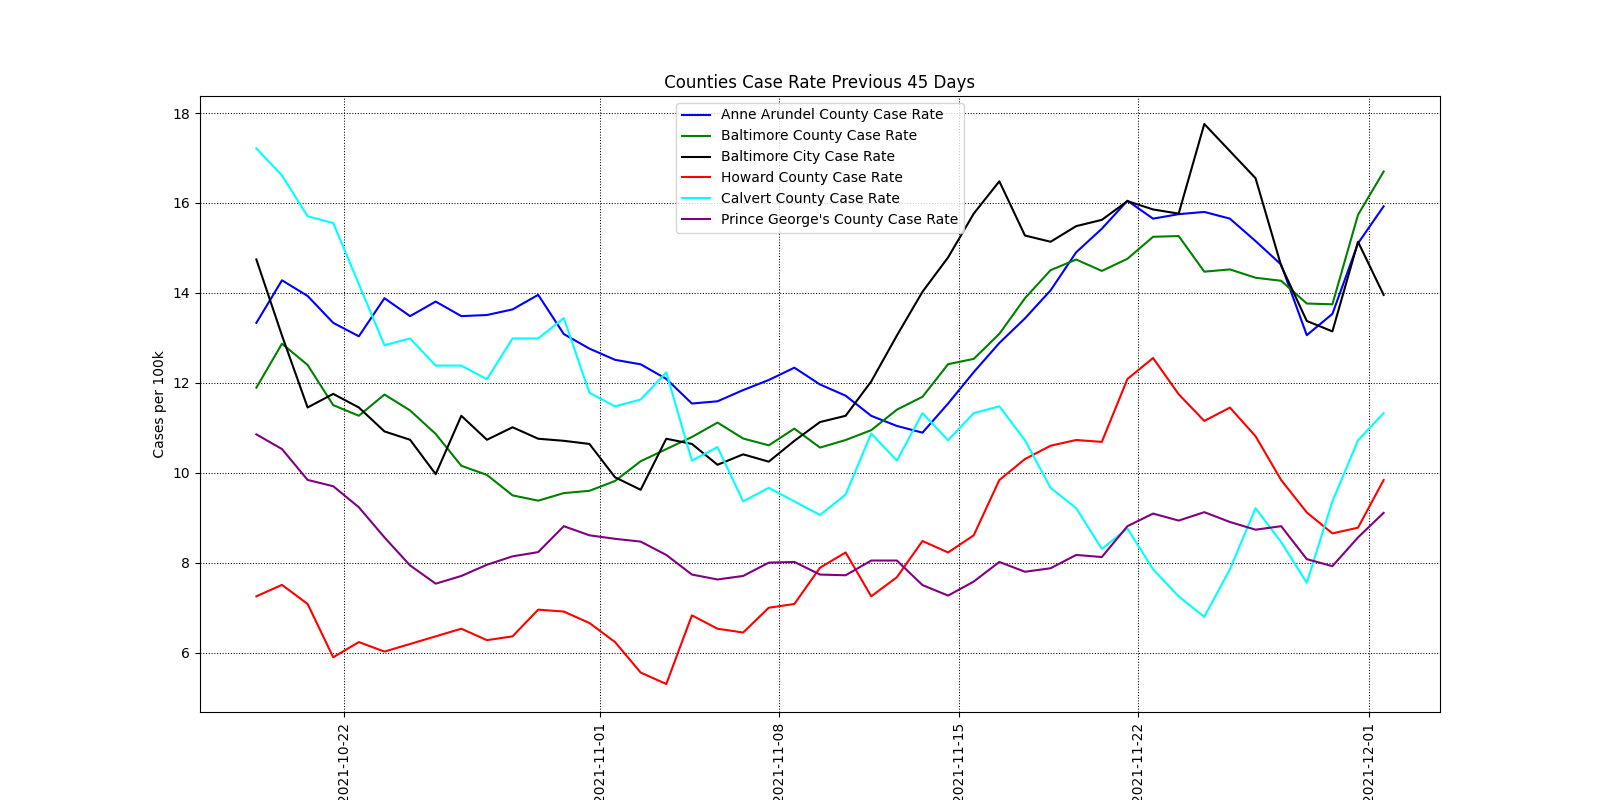 Counties Case Rate Previous 45 Days
Anne Arundel County Case Rate
Baltimore County Case Rate
Baltimore City Case Rate
Howard County Case Rate
Calvert County Case Rate
Prince George's County Case Rate
Cases per 100k
18
16
14
12
10
8
6
2021-10-22
2021-11-01
2021-11-08
2021-11-15
2021-11-22
2021-12-01